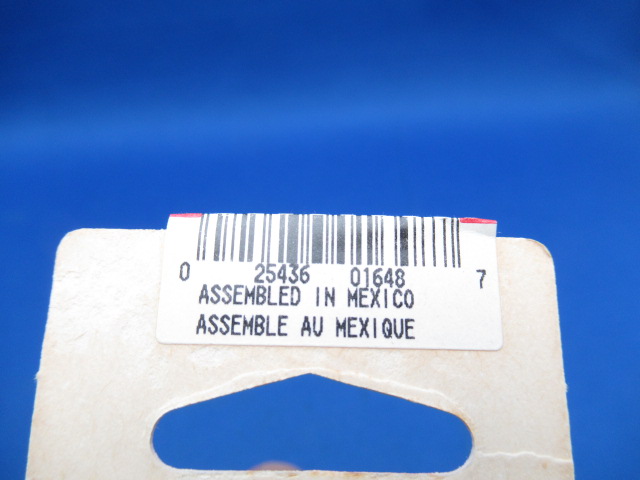 0 25436 01648 7
ASSEMBLED IN MEXICO
ASSEMBLE AU MEXIQUE